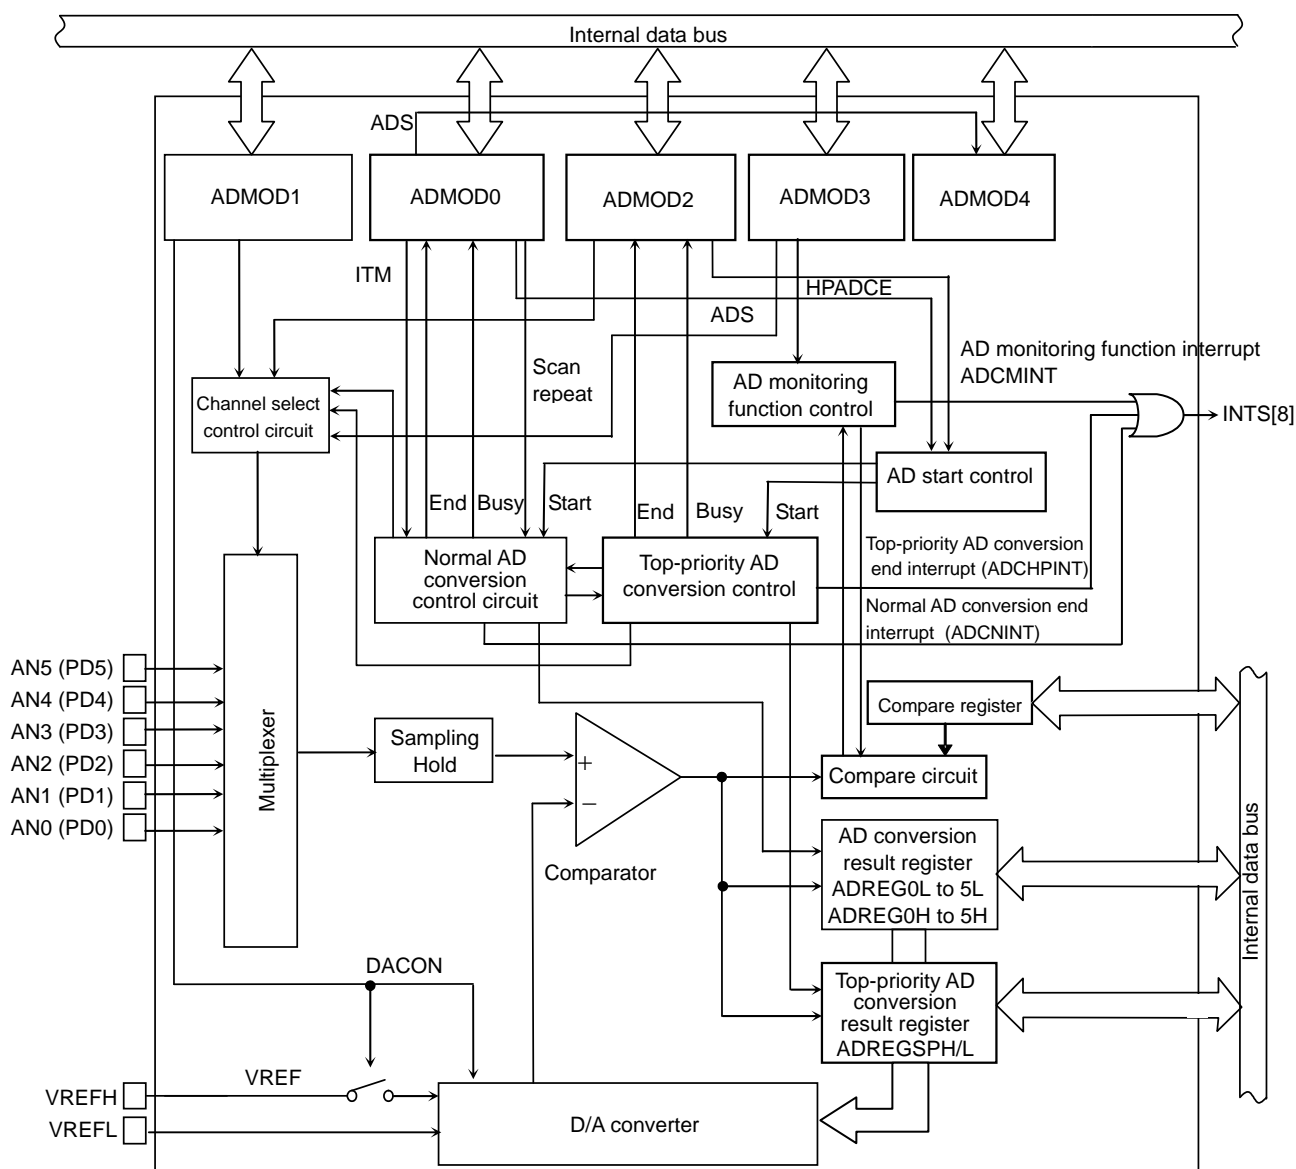 Internal data bus
ADS
ADMOD1
ADMOD0
ADMOD2
ADMOD3
ADMOD4
ITM
HPADCE
ADS
Scan
repeat
AD monitoring function interrupt
ADCMINT
AD monitoring
function control
Channel select
control circuit
INTS[8]
AD start control
End
Busy
Start
End
Busy
Start
Normal AD
conversion
control circuit
Top-priority AD
conversion control
Top-priority AD conversion
end interrupt (ADCHPINT)
Normal AD conversion end
interrupt (ADCNINT)
AN5 (PD5)
AN4 (PD4)
AN3 (PD3)
AN2 (PD2)
AN1 (PD1)
AN0 (PD0)
Multiplexer
Sampling
Hold
+
−
Comparator
Compare register
Compare circuit
AD conversion
result register
ADREG0L to 5L
ADREG0H to 5H
Internal data bus
Top-priority AD
conversion
result register
ADREGSPH/L
DACON
VREF
VREFH
VREFL
D/A converter